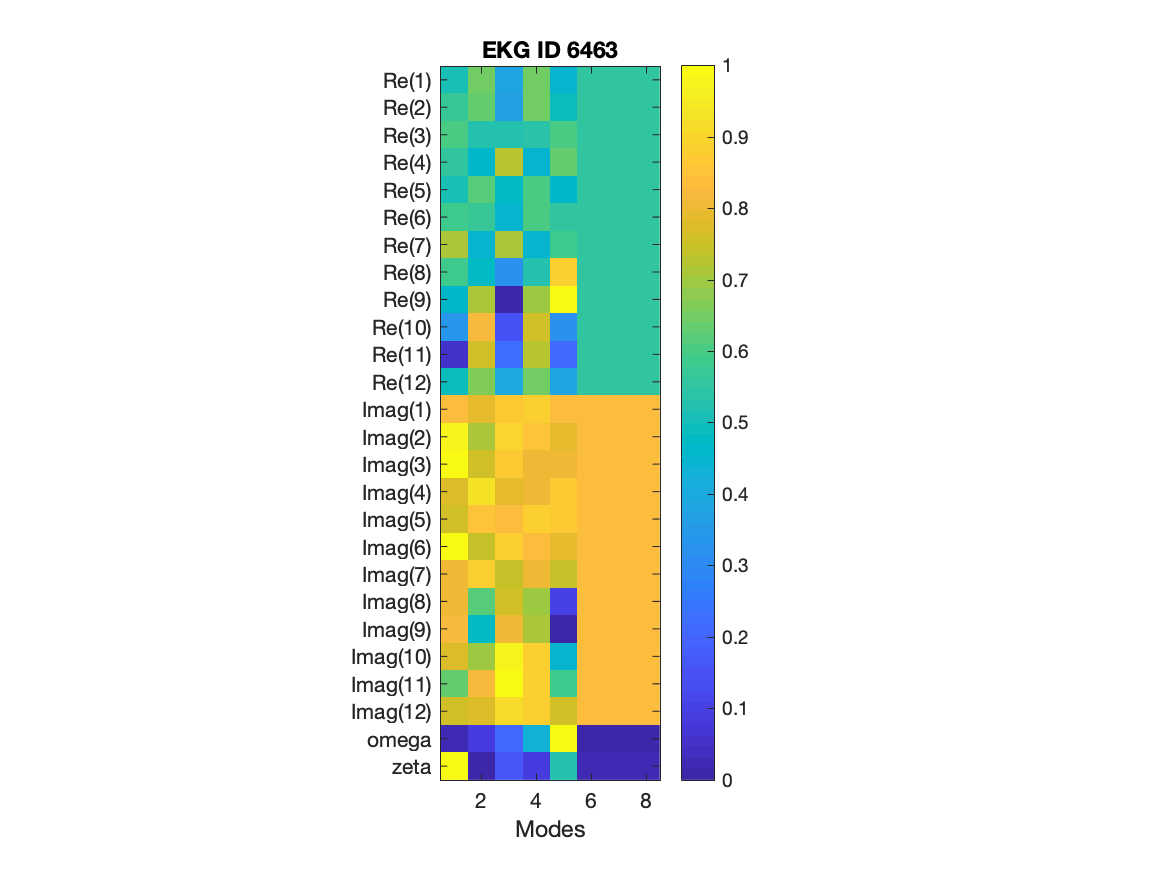 EKG ID 6463
Re(1)
Re(2)
Re(3)
Re(4)
Re(5)
Re(6)
Re(7)
Re(8)
Re(9)
Re(10)
Re(11)
Re(12)
Imag(1)
Imag(2)
Imag(3)
Imag(4)
Imag(5)
Imag(6)
Imag(7)
Imag(8)
Imag(9)
Imag(10)
Imag(11)
Imag(12)
omega
zeta
2 4 6 8
Modes
1
0.9
0.8
0.7
0.6
0.5
0.4
0.3
0.2
0.1
0